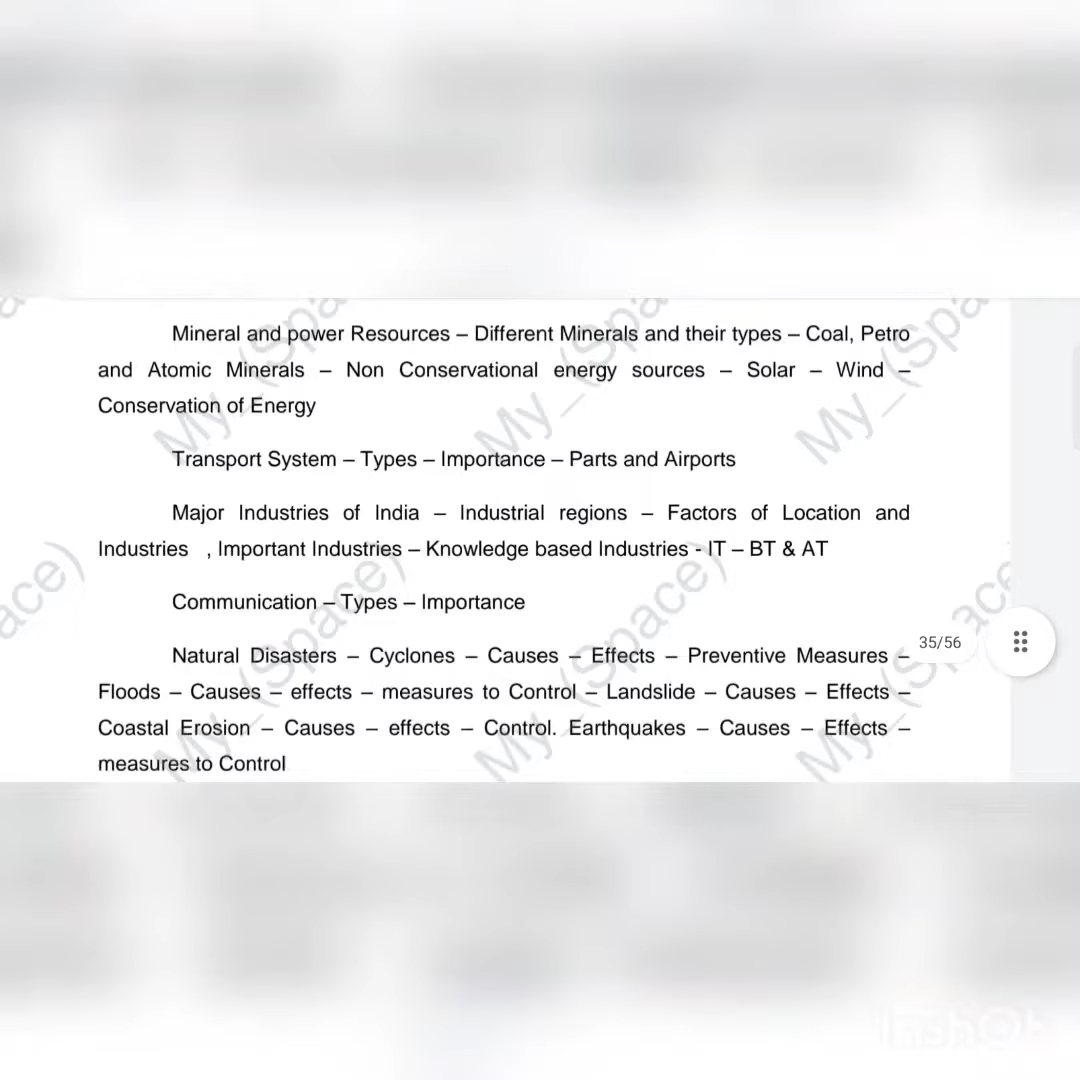 Mineral and power Resources – Different Minerals and their types – Coal, Petro
and Atomic Minerals – Non Conservational energy sources – Solar – Wind –
Conservation of Energy
Transport System – Types – Importance – Parts and Airports
Major Industries of India – Industrial regions – Factors of Location and
Industries , Important Industries – Knowledge based Industries - IT – BT & AT
Communication – Types – Importance
35/56
Natural Disasters – Cyclones – Causes – Effects – Preventive Measures –
Floods – Causes – effects – measures to Control – Landslide – Causes – Effects –
Coastal Erosion – Causes – effects – Control. Earthquakes – Causes – Effects –
measures to Control
My_(Space)
My_(Space)